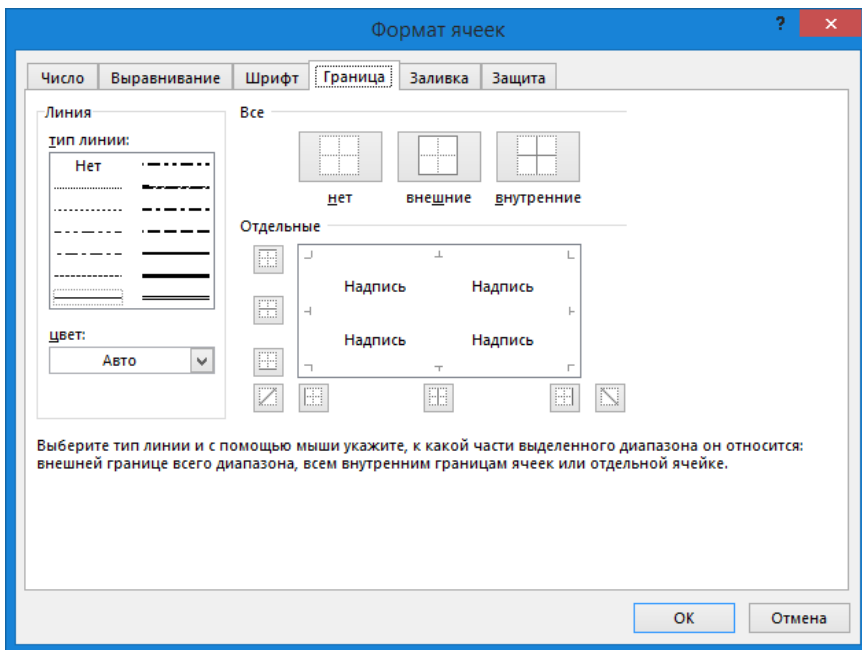 Формат ячеек
?
Число Выравнивание Шрифт Граница Заливка Защита
Линия
тип линии:
Нет
цвет:
Авто
Все
нет внешние внутренние
Отдельные
Надпись Надпись
Надпись Надпись
Выберите тип линии и с помощью мыши укажите, к какой части выделенного диапазона он относится:
внешней границе всего диапазона, всем внутренним границам ячеек или отдельной ячейке.
ОК Отмена